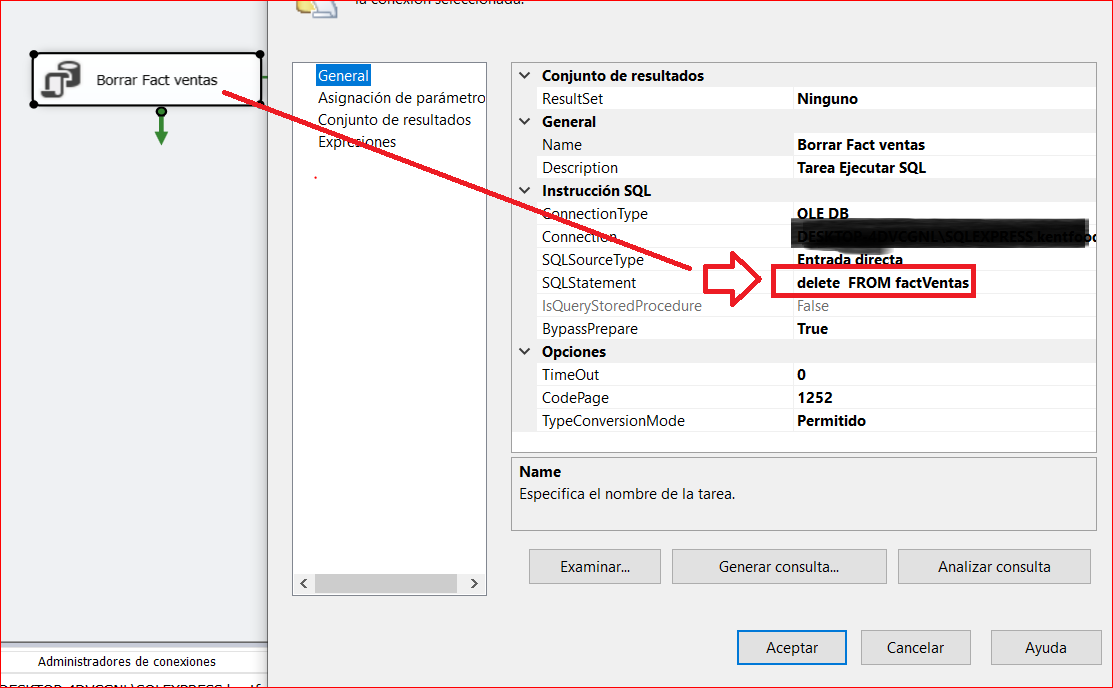 la conexión seleccionada.
Borrar Fact ventas
General
Asignación de parámetro
Conjunto de resultados
Expresiones
Conjunto de resultados
ResultSet Ninguno
General
Name Borrar Fact ventas
Description Tarea Ejecutar SQL
Instrucción SQL
ConnectionType OLE DB
Connection
SQLSourceType Entrada directa
SQLStatement delete FROM factVentas
IsQueryStoredProcedure False
BypassPrepare True
Opciones
TimeOut 0
CodePage 1252
TypeConversionMode Permitido
Name
Especifica el nombre de la tarea.
Examinar... Generar consulta... Analizar consulta
Aceptar Cancelar Ayuda
Administradores de conexiones